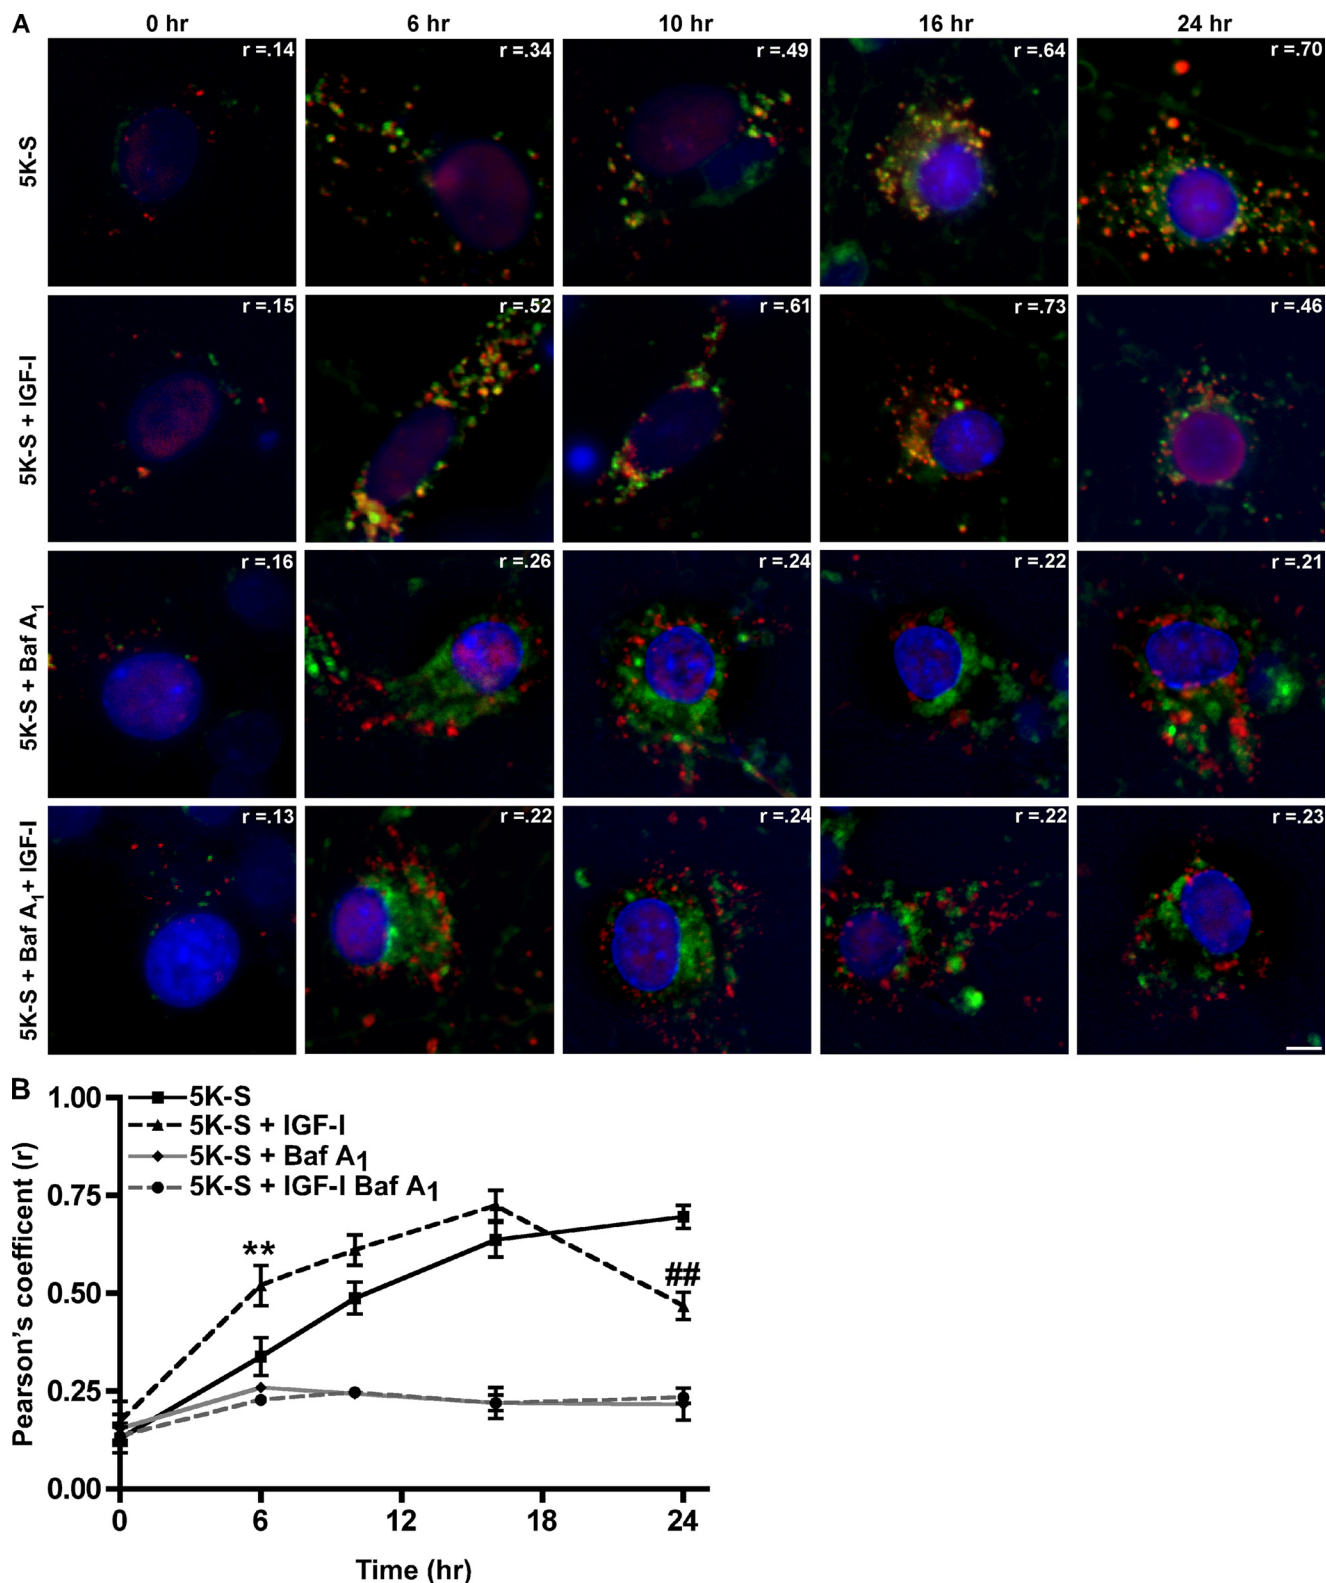 A
0 hr 6 hr 10 hr 16 hr 24 hr
5K-S
r =.14 r =.34 r =.49 r =.64 r =.70
5K-S + IGF-I
r =.15 r =.52 r =.61 r =.73 r =.46
5K-S + Baf A1
r =.16 r =.26 r =.24 r =.22 r =.21
5K-S + Baf A1+ IGF-I
r =.13 r =.22 r =.24 r =.22 r =.23
B
Pearson's coefficent (r)
1.00
0.75
0.50
0.25
0.00
5K-S
5K-S + IGF-I
5K-S + Baf A1
5K-S + IGF-I Baf A1
**
##
0 6 12 18 24
Time (hr)